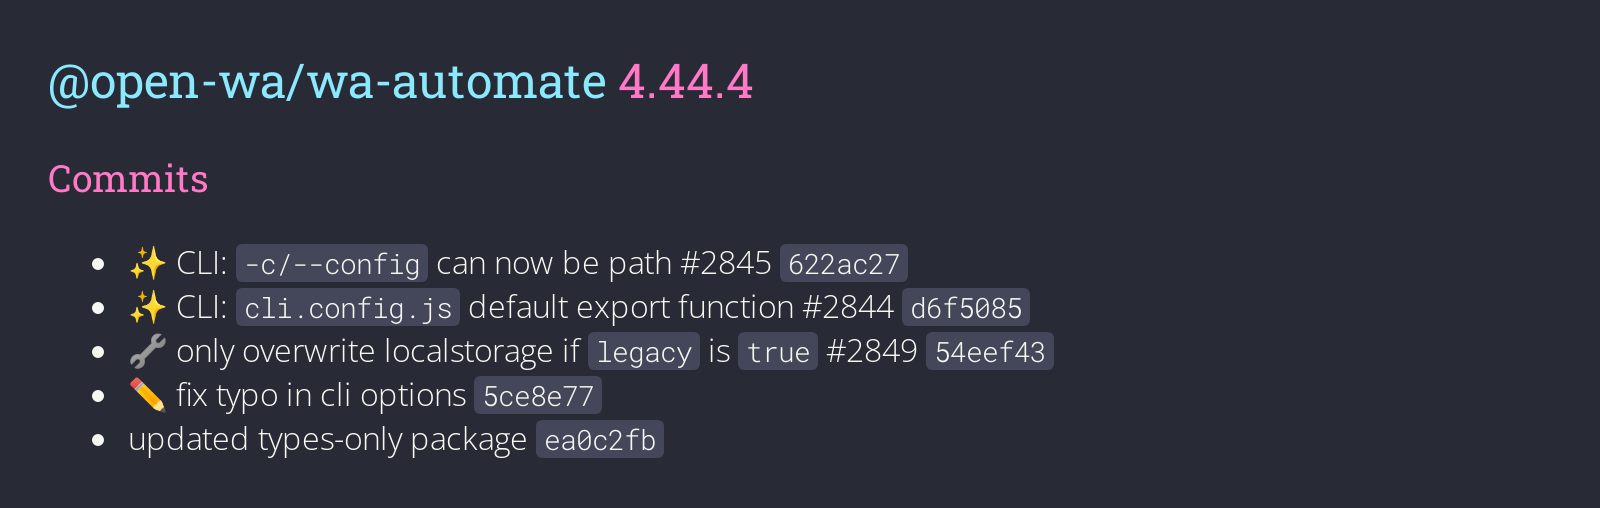 @open-wa/wa-automate 4.44.4
Commits
• ✨ CLI: -c/--config can now be path #2845 622ac27
• ✨ CLI: cli.config.js default export function #2844 d6f5085
• 🔧 only overwrite localstorage if legacy is true #2849 54eef43
• ✏️ fix typo in cli options 5ce8e77
• updated types-only package ea0c2fb